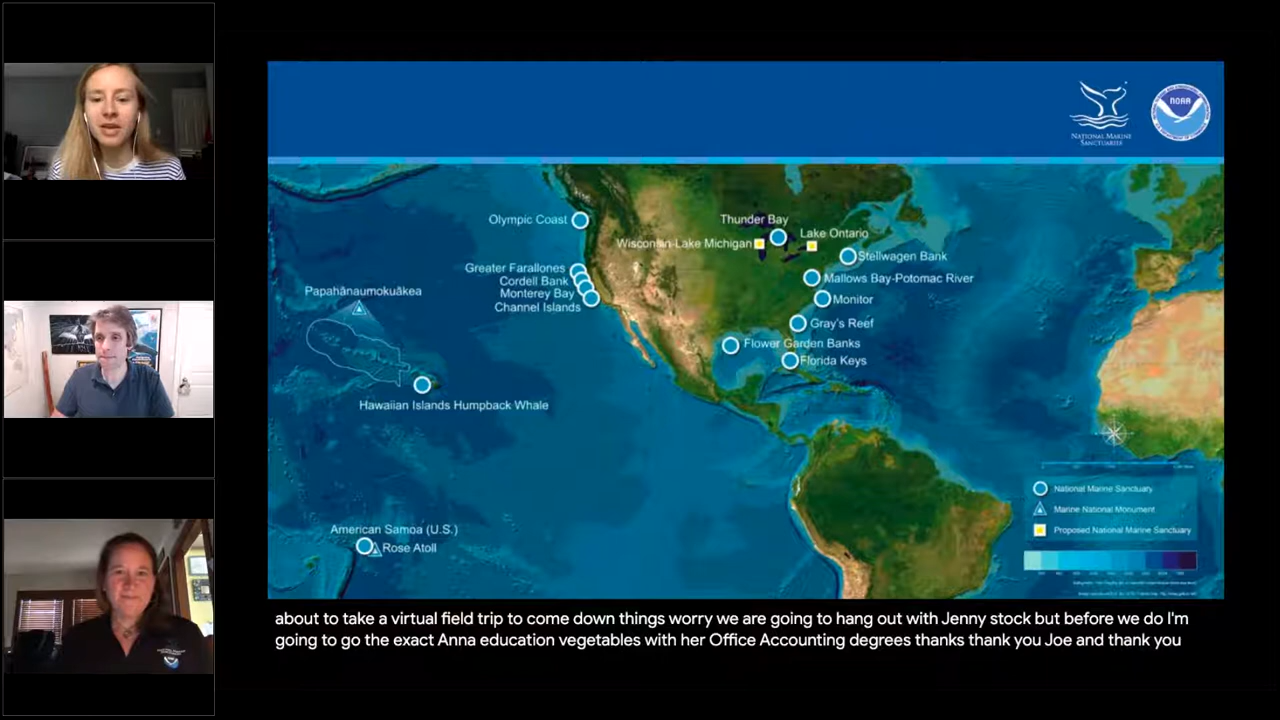 NATIONAL MARINE
SANCTUARIES
NOAA
Olympic Coast
Thunder Bay
Wisconsin-Lake Michigan
Lake Ontario
Stellwagen Bank
Greater Farallones
Cordell Bank
Monterey Bay
Channel Islands
Mallows Bay-Potomac River
Papahānaumokuākea
Monitor
Gray's Reef
Flower Garden Banks
Florida Keys
Hawaiian Islands Humpback Whale
American Samoa (U.S.)
Rose Atoll
National Marine Sanctuary
Marine National Monument
Proposed National Marine Sanctuary
about to take a virtual field trip to come down things worry we are going to hang out with Jenny stock but before we do I'm
going to go the exact Anna education vegetables with her Office Accounting degrees thanks thank you Joe and thank you